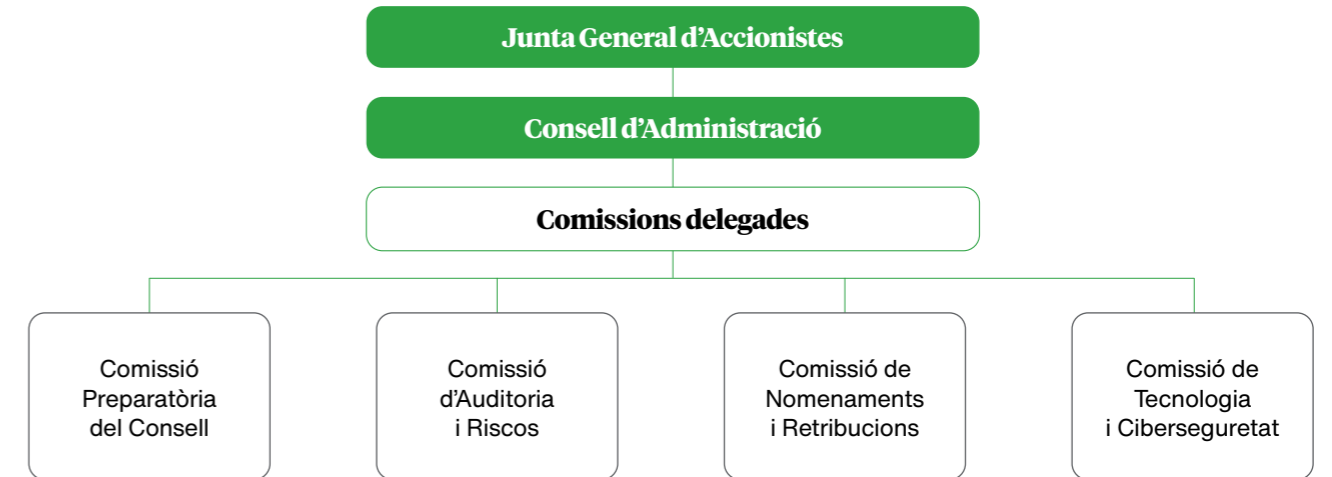 Junta General d’Accionistes
Consell d’Administració
Comissions delegades
Comissió
Preparatòria
del Consell
Comissió
d’Auditoria
i Riscos
Comissió de
Nomenaments
i Retribucions
Comissió de
Tecnologia
i Ciberseguretat